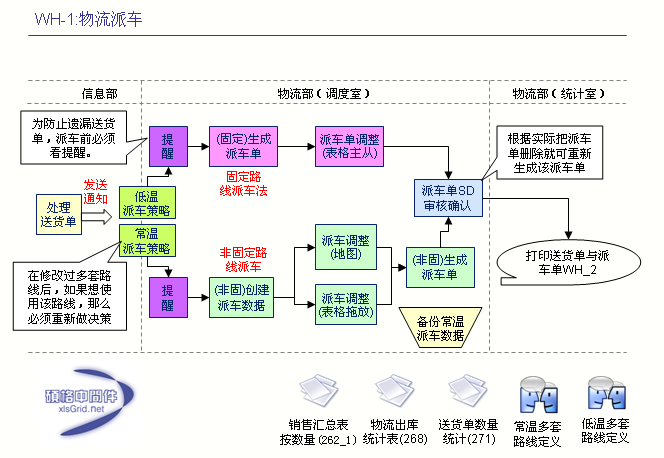 WH-1:物流派车
信息部
物流部（调度室）
物流部（统计室）
为防止遗漏送货
单，派车前必须
看提醒。
提
醒
(固定)生成
派车单
派车单调整
(表格主从)
根据实际把派车
单删除就可重新
生成该派车单
固定路
线派车法
发送
通知
处理
送货单
低温
派车策略
常温
派车策略
派车单SD
审核确认
非固定路
线派车
派车调整
(地图)
(非固)生成
派车单
打印送货单与派
车单WH_2
在修改过多套路
线后，如果想使
用该路线，那么
必须重新做决策
提
醒
(非固)创建
派车数据
派车调整
(表格拖放)
备份常温
派车数据
硕格中间件
xlsGrid.net
销售汇总表
按数量(262_1)
物流出库
统计表(268)
送货单数量
统计(271)
常温多套
路线定义
低温多套
路线定义